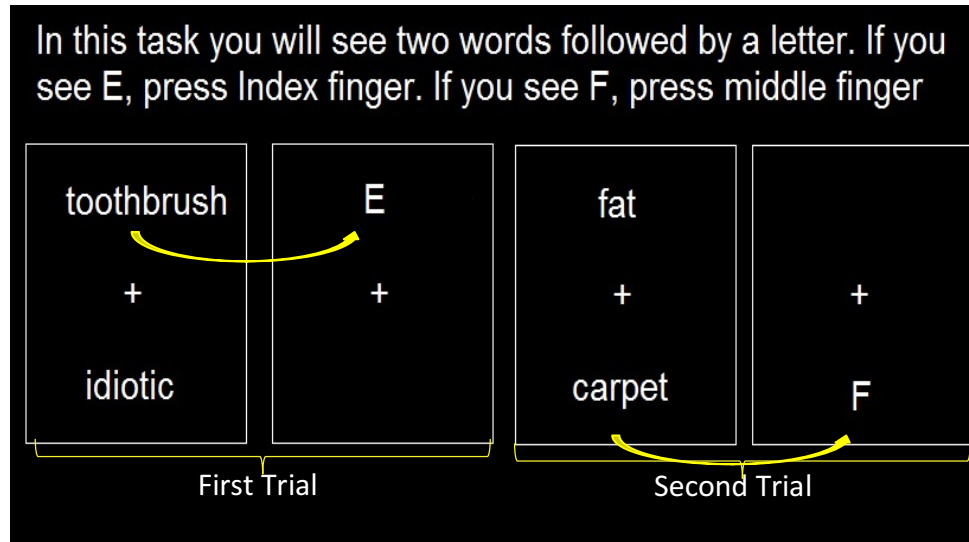 In this task you will see two words followed by a letter. If you
see E, press Index finger. If you see F, press middle finger
toothbrush
+
idiotic
E
+
fat
+
carpet
+
F
First Trial
Second Trial